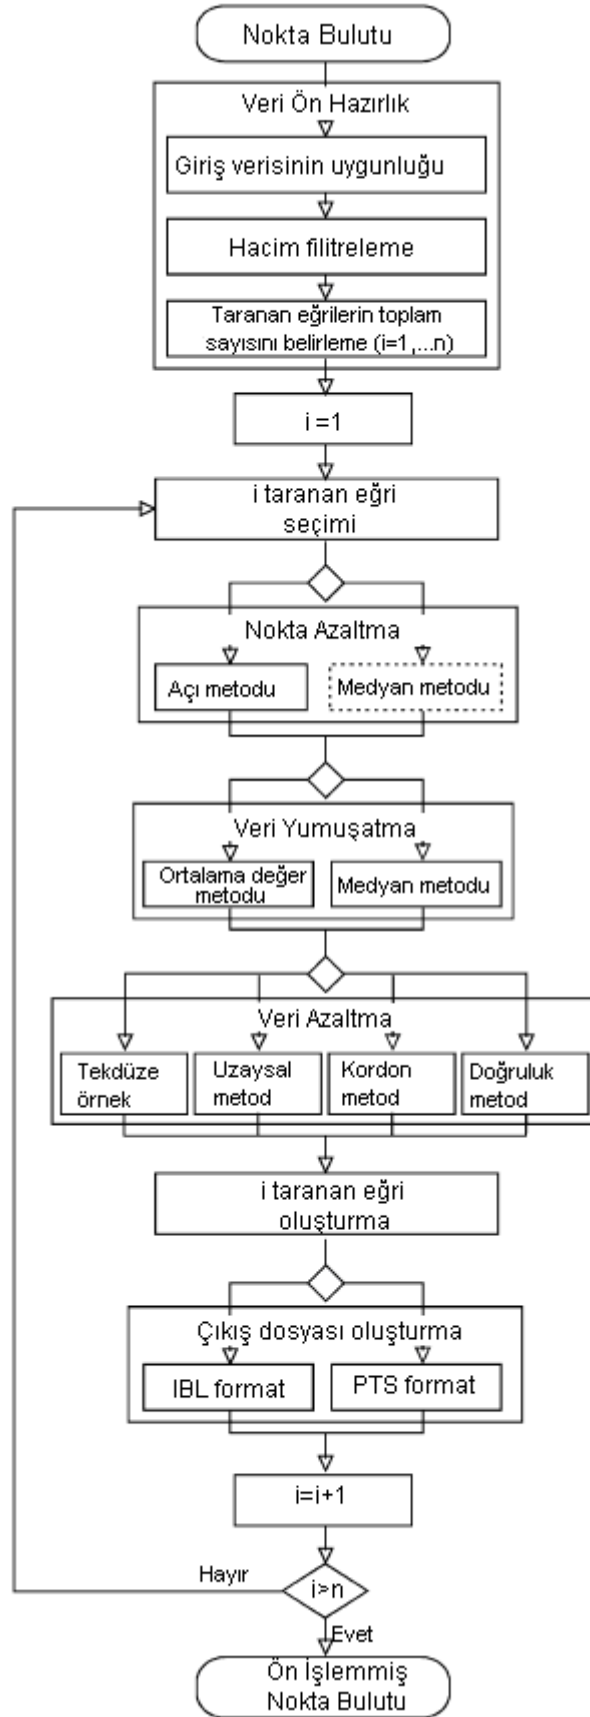 Nokta Bulutu
Veri Ön Hazırlık
Giriş verisinin uygunluğu
Hacim filitreleme
Taranan eğrilerin toplam
sayısını belirleme (i=1,...n)
i =1
i taranan eğri
seçimi
Nokta Azaltma
Açı metodu
Medyan metodu
Veri Yumuşatma
Ortalama değer
metodu
Medyan metodu
Veri Azaltma
Tekdüze
örnek
Uzaysal
metod
Kordon
metod
Doğruluk
metod
i taranan eğri
oluşturma
Çıkış dosyası oluşturma
IBL format
PTS format
i=i+1
Hayır
i>n
Evet
Ön İşlemmiş
Nokta Bulutu